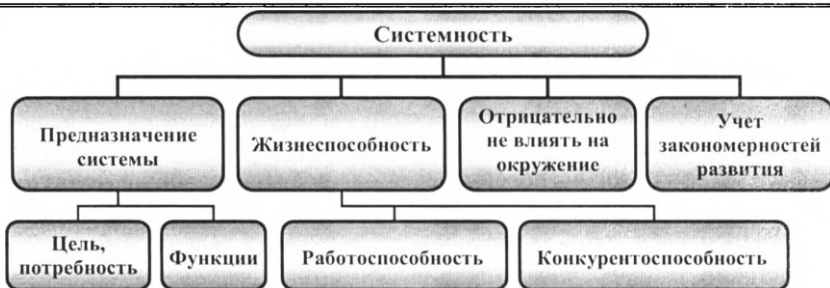 Системность
Предназначение
системы
Жизнеспособность
Отрицательно
не влиять на
окружение
Учет
закономерностей
развития
Цель,
потребность
Функции
Работоспособность
Конкурентоспособность